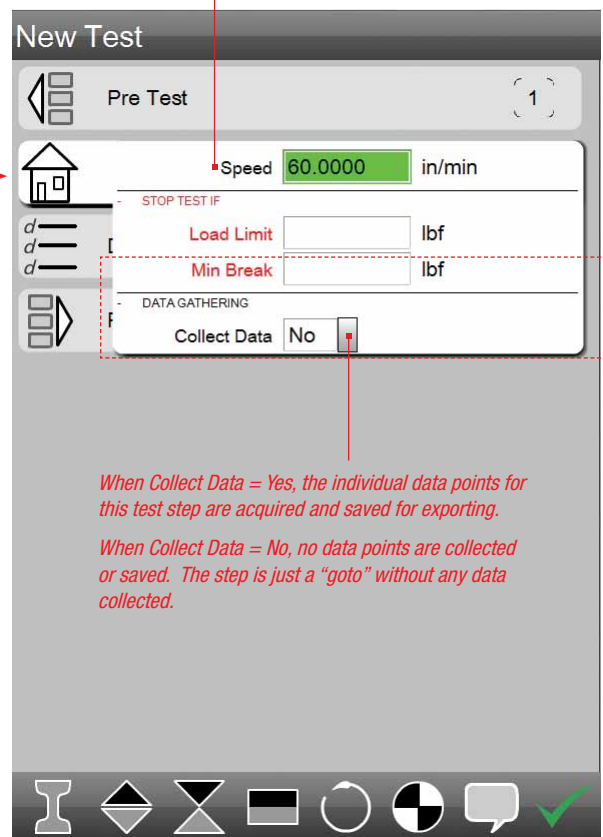 New Test
Pre Test 1
Speed 60.0000 in/min
- STOP TEST IF
Load Limit lbf
d
d
d
Min Break lbf
- DATA GATHERING
Collect Data No
When Collect Data = Yes, the individual data points for
this test step are acquired and saved for exporting.
When Collect Data = No, no data points are collected
or saved. The step is just a “goto” without any data
collected.